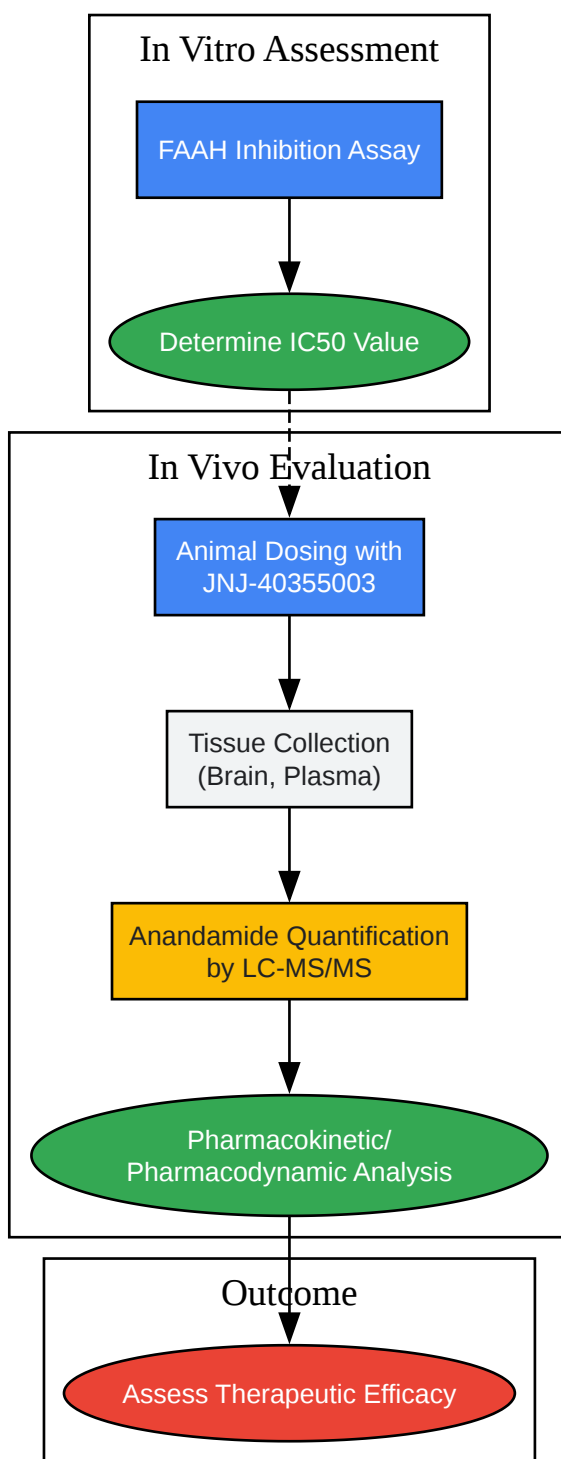 In Vitro Assessment
FAAH Inhibition Assay
Determine IC50 Value
In Vivo Evaluation
Animal Dosing with
JNJ-40355003
Tissue Collection
(Brain, Plasma)
Anandamide Quantification
by LC-MS/MS
Pharmacokinetic/
Pharmacodynamic Analysis
Outcome
Assess Therapeutic Efficacy